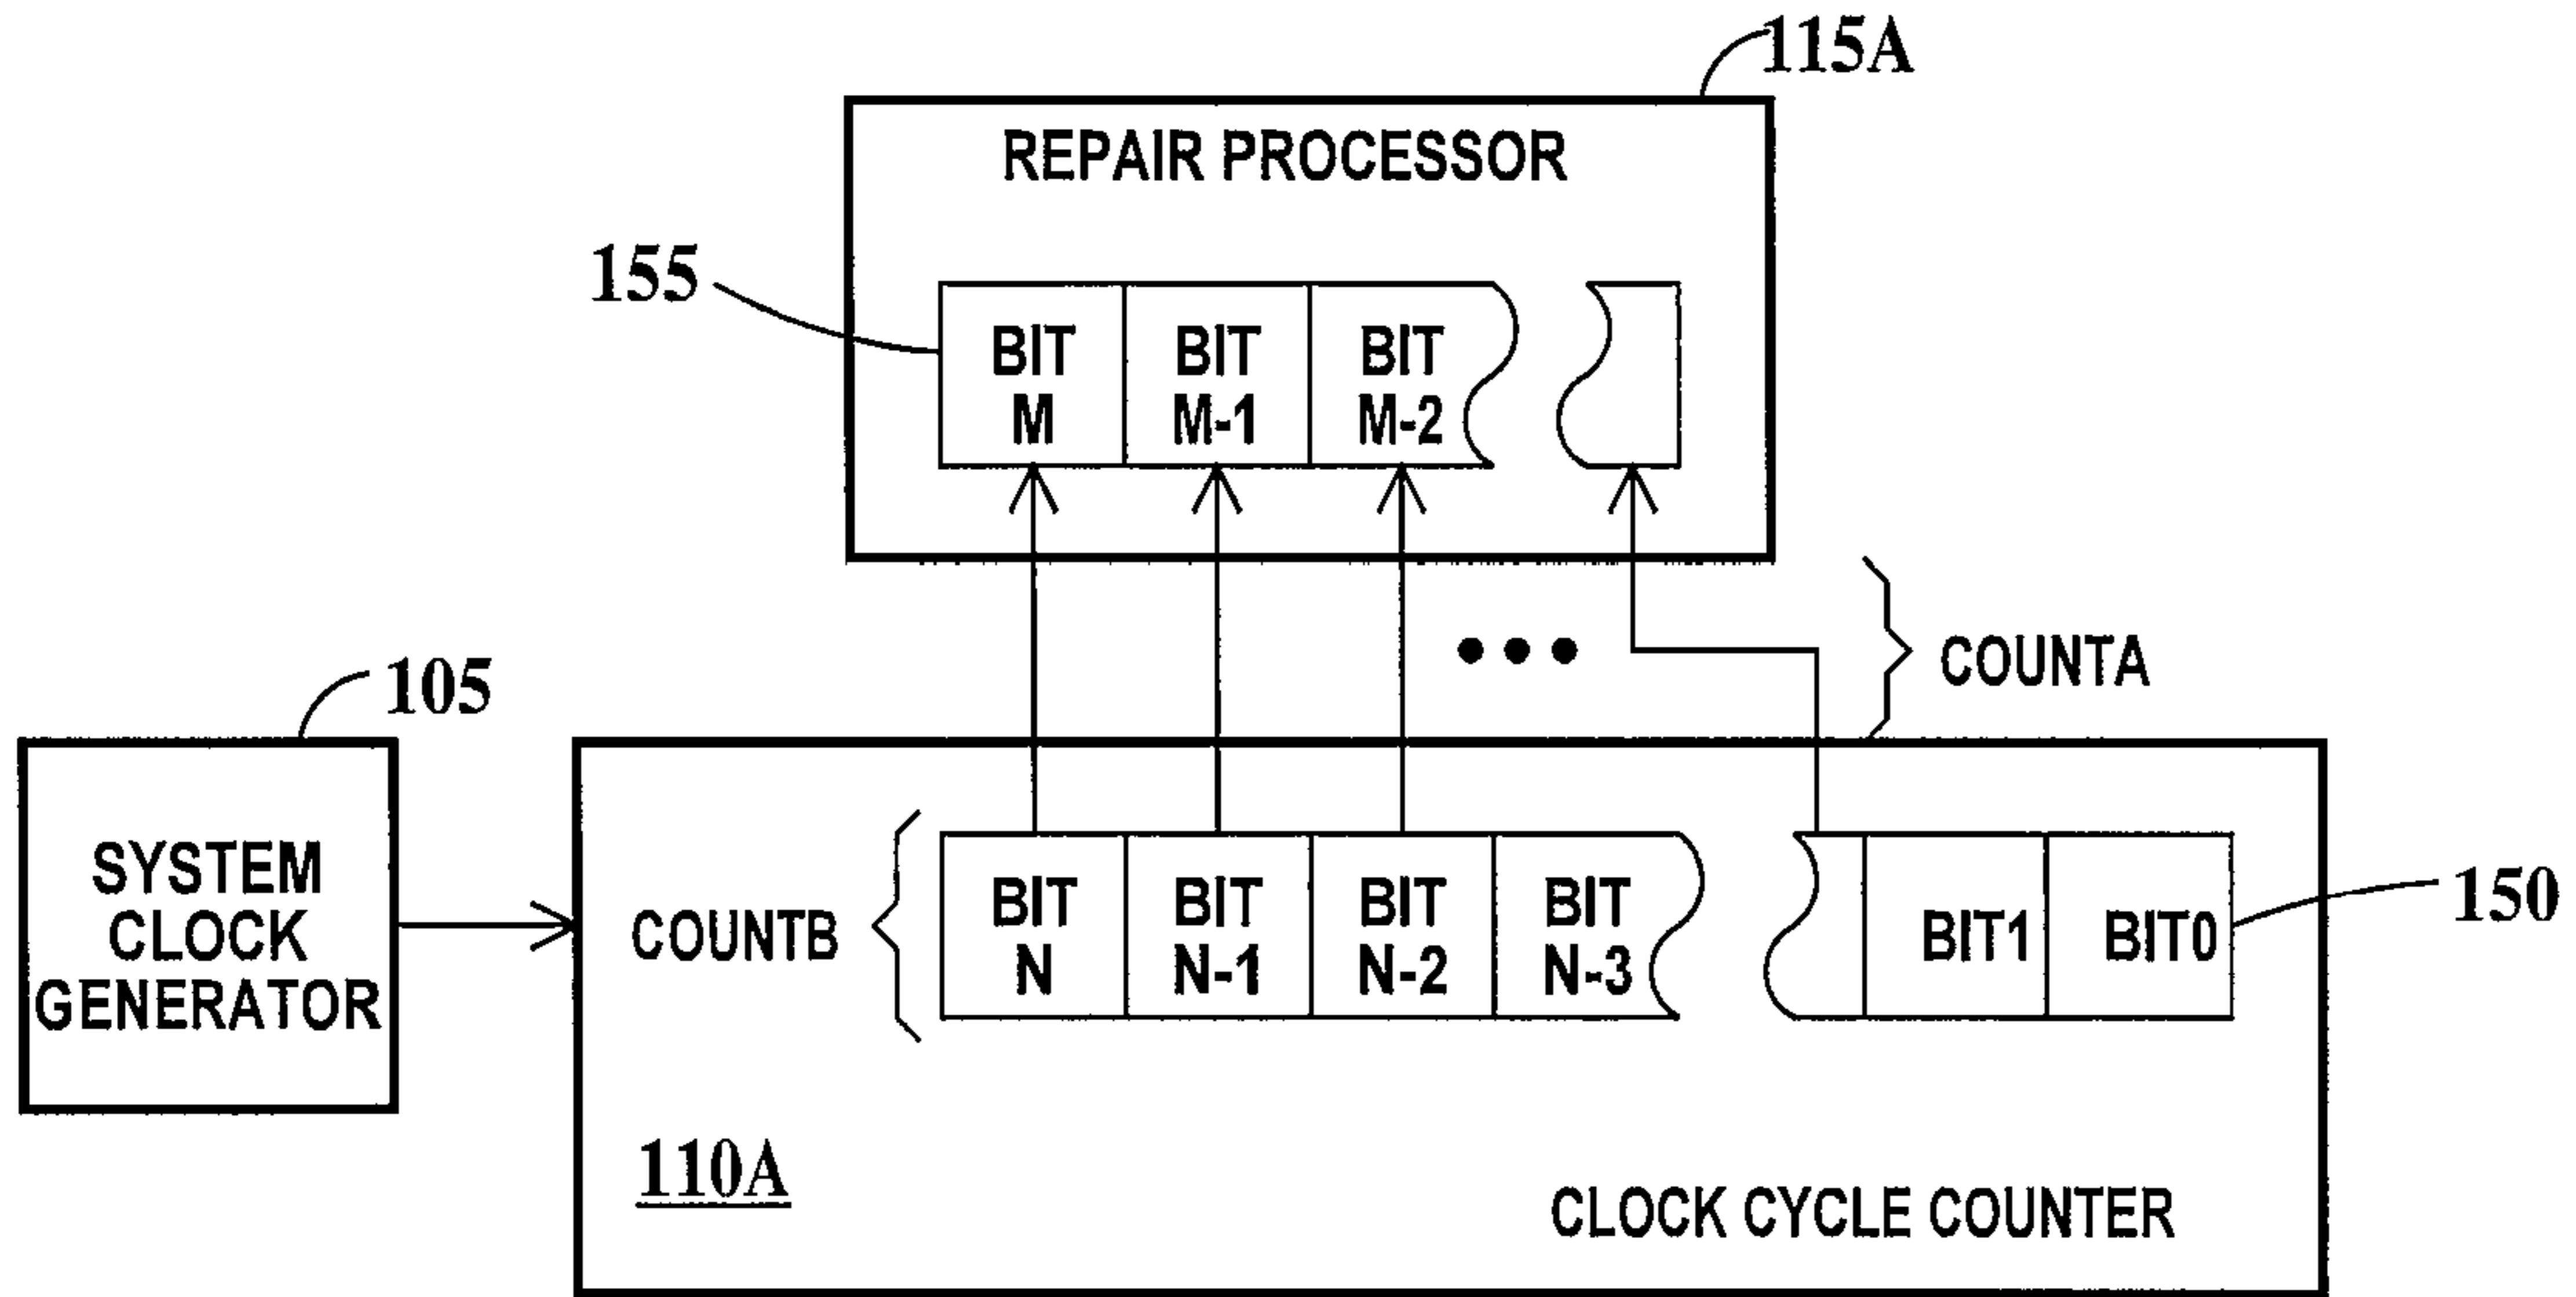 115A
REPAIR PROCESSOR
155
BIT M
BIT M-1
BIT M-2
COUNTA
105
SYSTEM
CLOCK
GENERATOR
COUNTB
BIT N
BIT N-1
BIT N-2
BIT N-3
BIT1
BIT0
150
110A
CLOCK CYCLE COUNTER